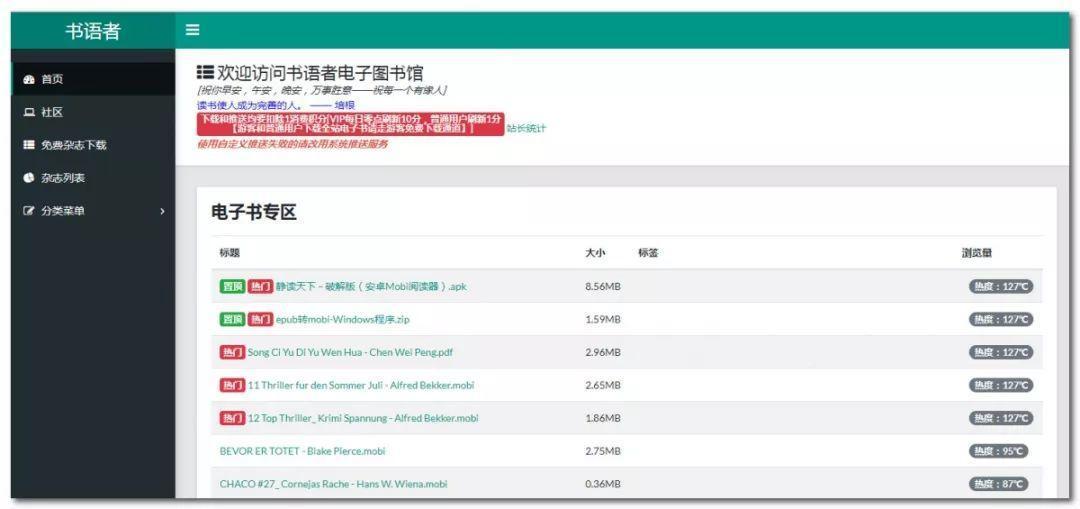 书语者
首页
社区
免费杂志下载
杂志列表
分类菜单
欢迎访问书语者电子图书馆
[祝你早安，午安，晚安，万事胜意——祝每一个有缘人]
读书使人成为完善的人。 —— 培根
下载和推送均要扣除1消费积分[VIP每日零点刷新10分，普通用户刷新1分
【游客和普通用户下载全站电子书请走游客免费下载通道】] 站长统计
使用自定义推送失败的请改用系统推送服务
电子书专区
标题 大小 标签 浏览量
置顶 热门 静读天下 – 破解版（安卓Mobi阅读器）.apk 8.56MB 热度：127℃
置顶 热门 epub转mobi-Windows程序.zip 1.59MB 热度：127℃
热门 Song Ci Yu Di Yu Wen Hua - Chen Wei Peng.pdf 2.96MB 热度：127℃
热门 11 Thriller fur den Sommer Juli - Alfred Bekker.mobi 2.65MB 热度：127℃
热门 12 Top Thriller_ Krimi Spannung - Alfred Bekker.mobi 1.86MB 热度：127℃
BEVOR ER TOTET - Blake Pierce.mobi 2.75MB 热度：95℃
CHACO #27_ Cornejas Rache - Hans W. Wiena.mobi 0.36MB 热度：87℃